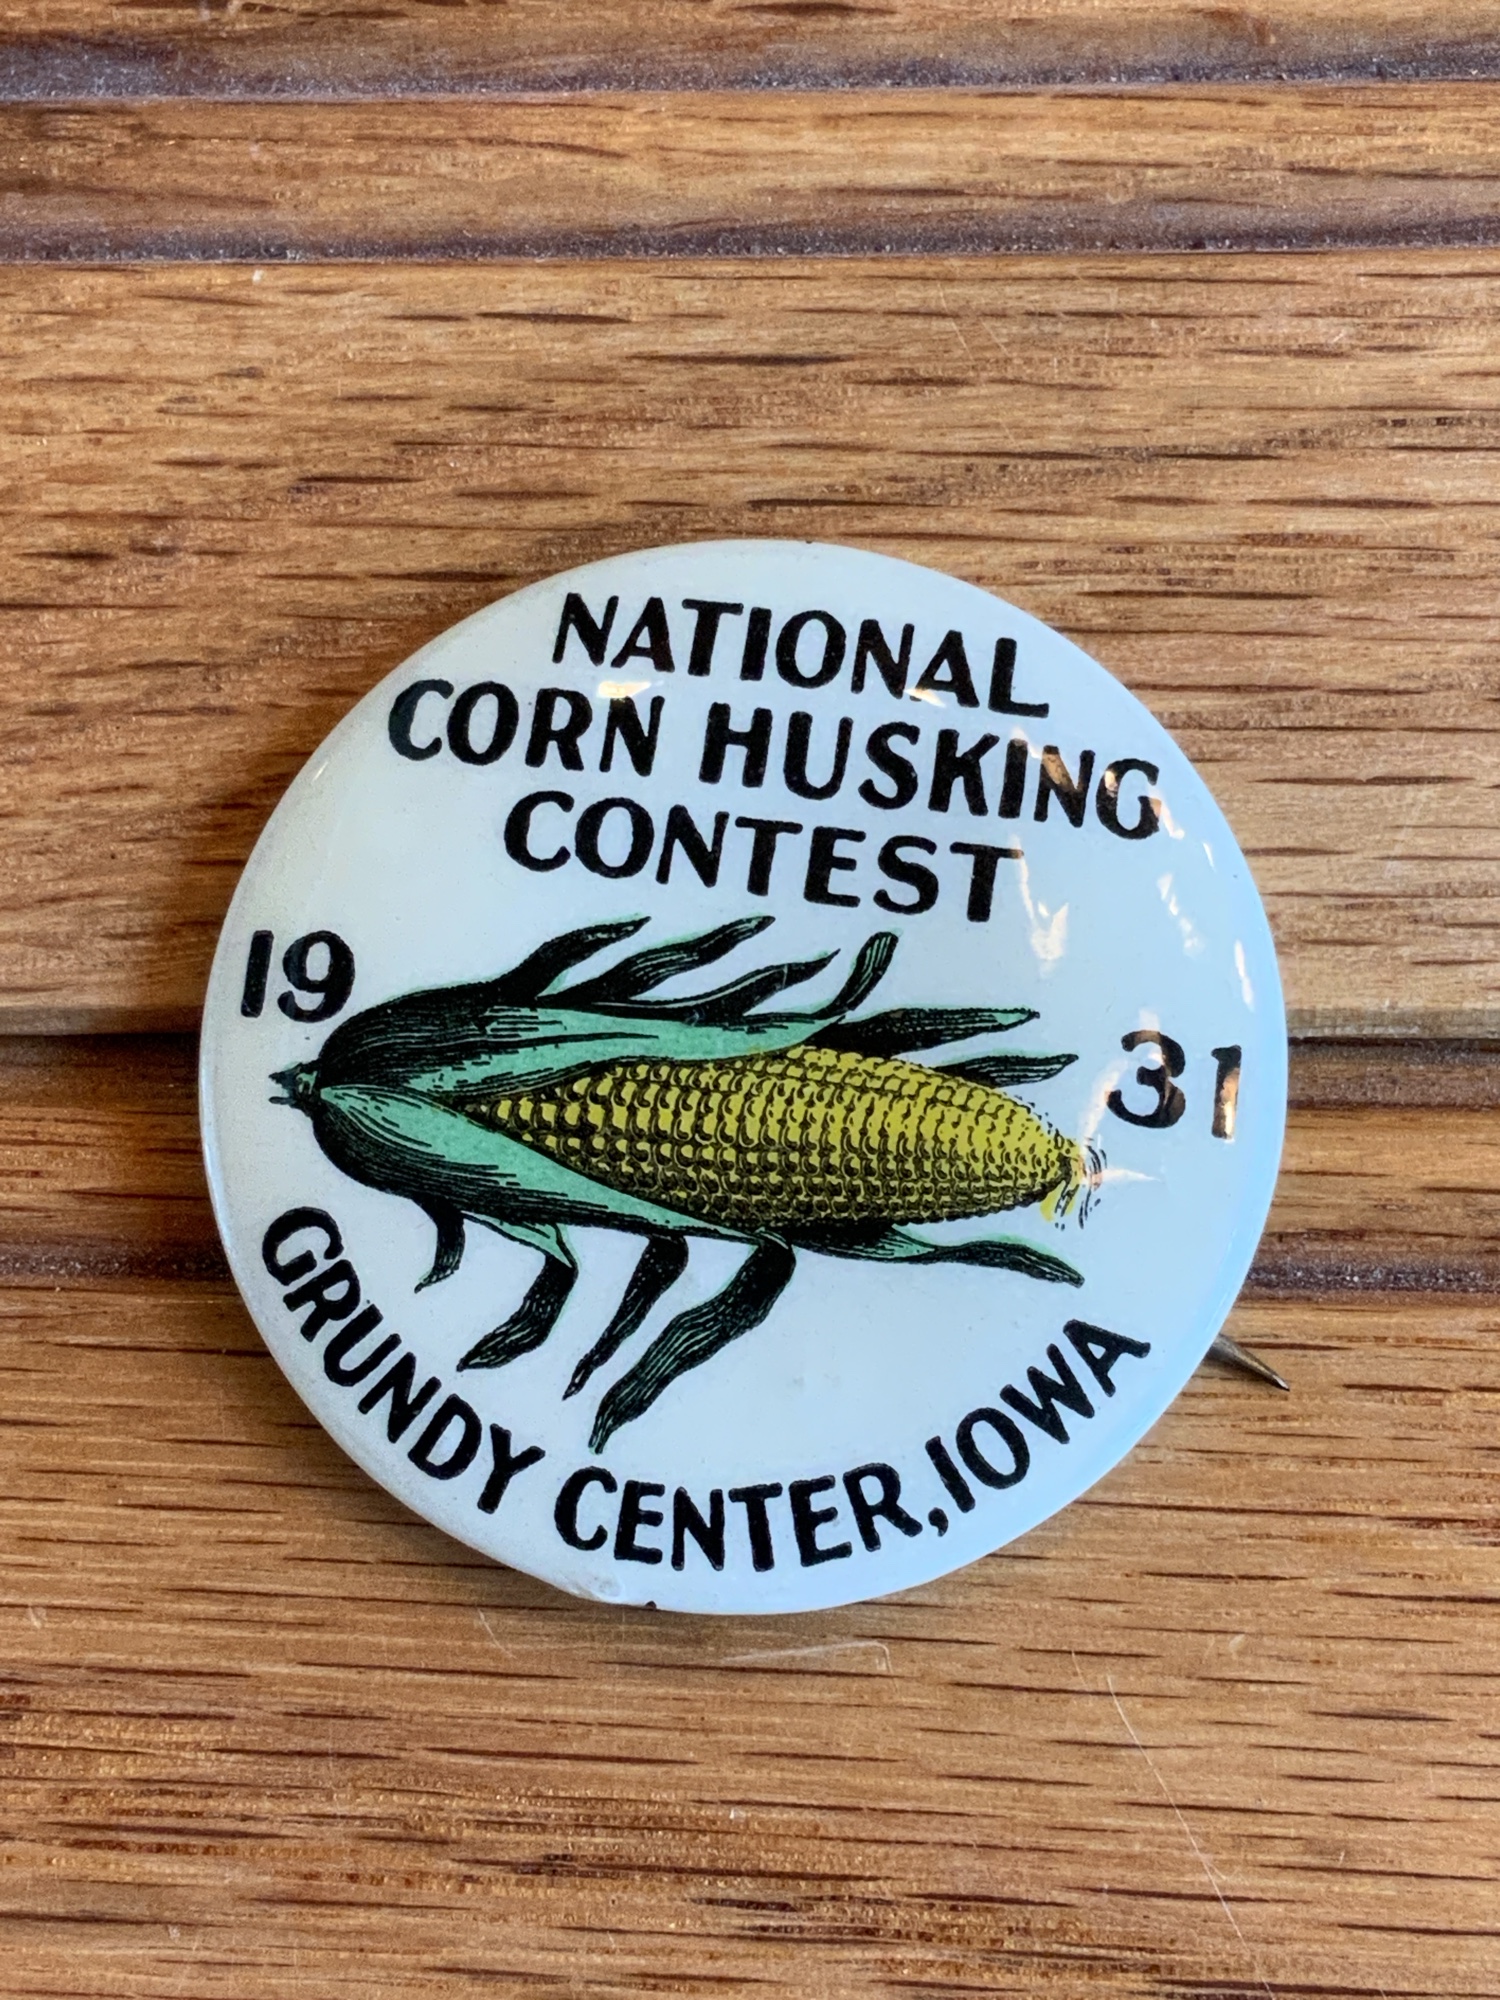 NATIONAL
CORN HUSKING
CONTEST
19 31
GRUNDY CENTER, IOWA